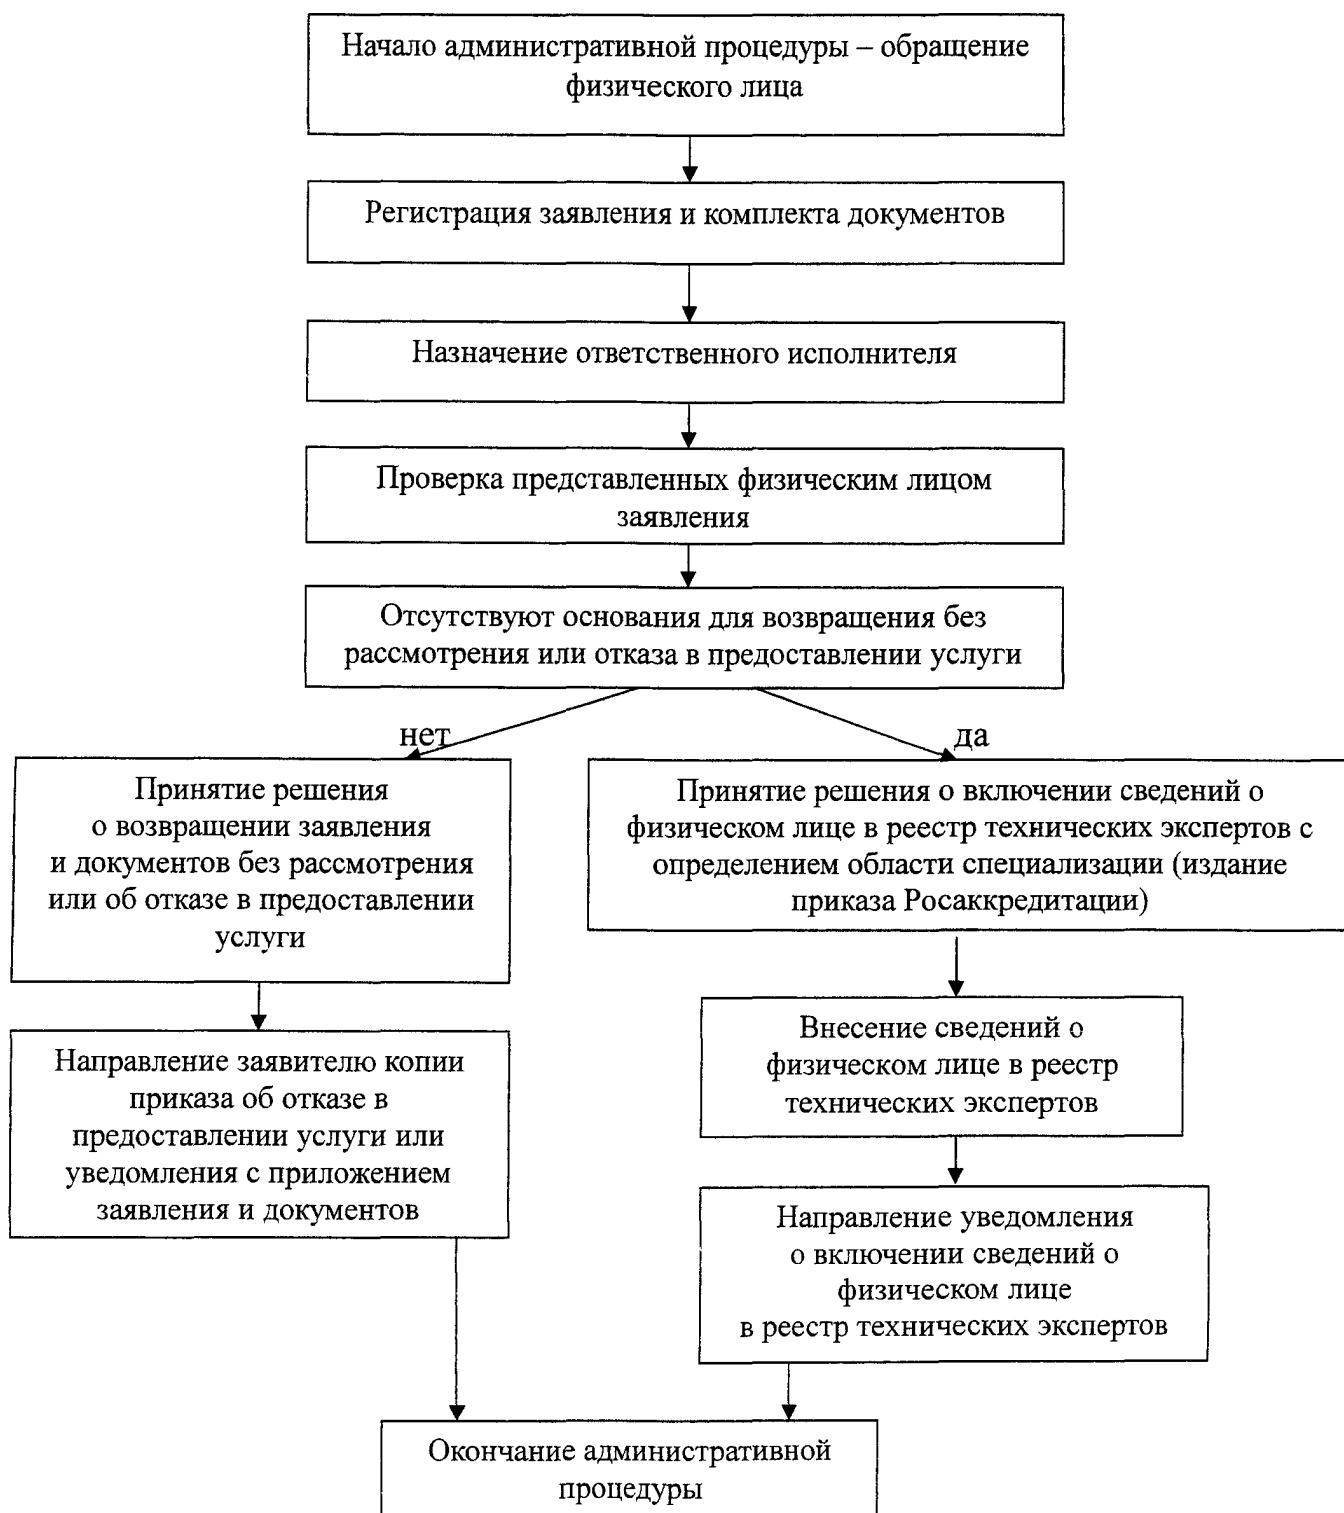 Начало административной процедуры – обращение
физического лица
Регистрация заявления и комплекта документов
Назначение ответственного исполнителя
Проверка представленных физическим лицом
заявления
Отсутствуют основания для возвращения без
рассмотрения или отказа в предоставлении услуги
нет
да
Принятие решения
о возвращении заявления
и документов без рассмотрения
или об отказе в предоставлении
услуги
Принятие решения о включении сведений о
физическом лице в реестр технических экспертов с
определением области специализации (издание
приказа Росаккредитации)
Направление заявителю копии
приказа об отказе в
предоставлении услуги или
уведомления с приложением
заявления и документов
Внесение сведений о
физическом лице в реестр
технических экспертов
Направление уведомления
о включении сведений о
физическом лице
в реестр технических экспертов
Окончание административной
процедуры